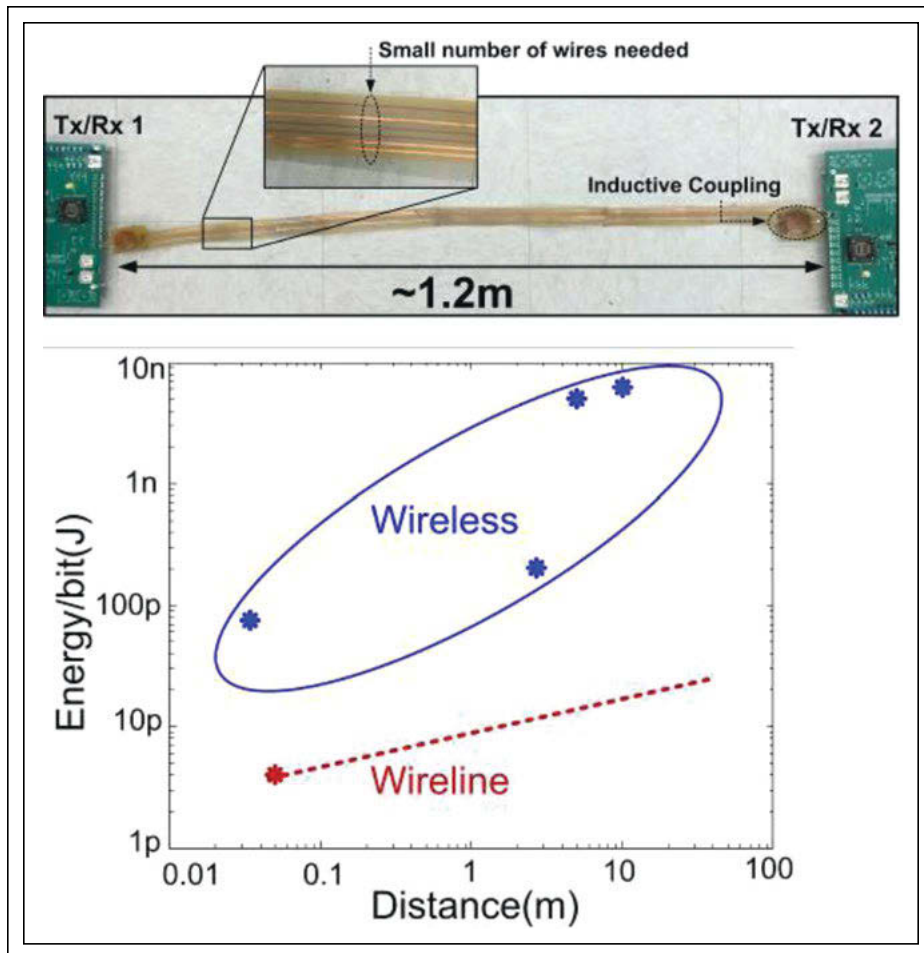 Small number of wires needed
Tx/Rx 1
Tx/Rx 2
Inductive Coupling
~1.2m
10n
1n
100p
10p
1p
Energy/bit(J)
Wireless
Wireline
0.01
0.1
1
10
100
Distance(m)